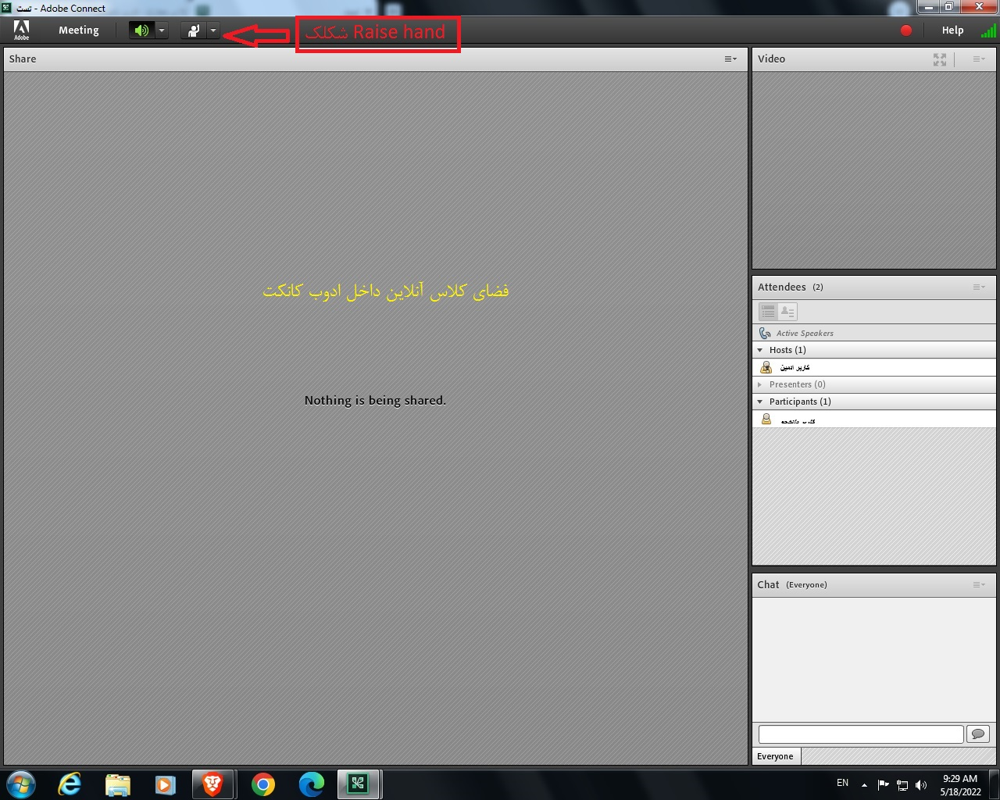 تست - Adobe Connect
Adobe
Meeting
شکلک Raise hand
Help
Share
Video
فضای کلاس آنلاین داخل ادوب کانکت
Nothing is being shared.
Attendees (2)
Active Speakers
Hosts (1)
کاربر ادمین
Presenters (0)
Participants (1)
کاربر دانشجو
Chat (Everyone)
Everyone
EN
9:29 AM
5/18/2022